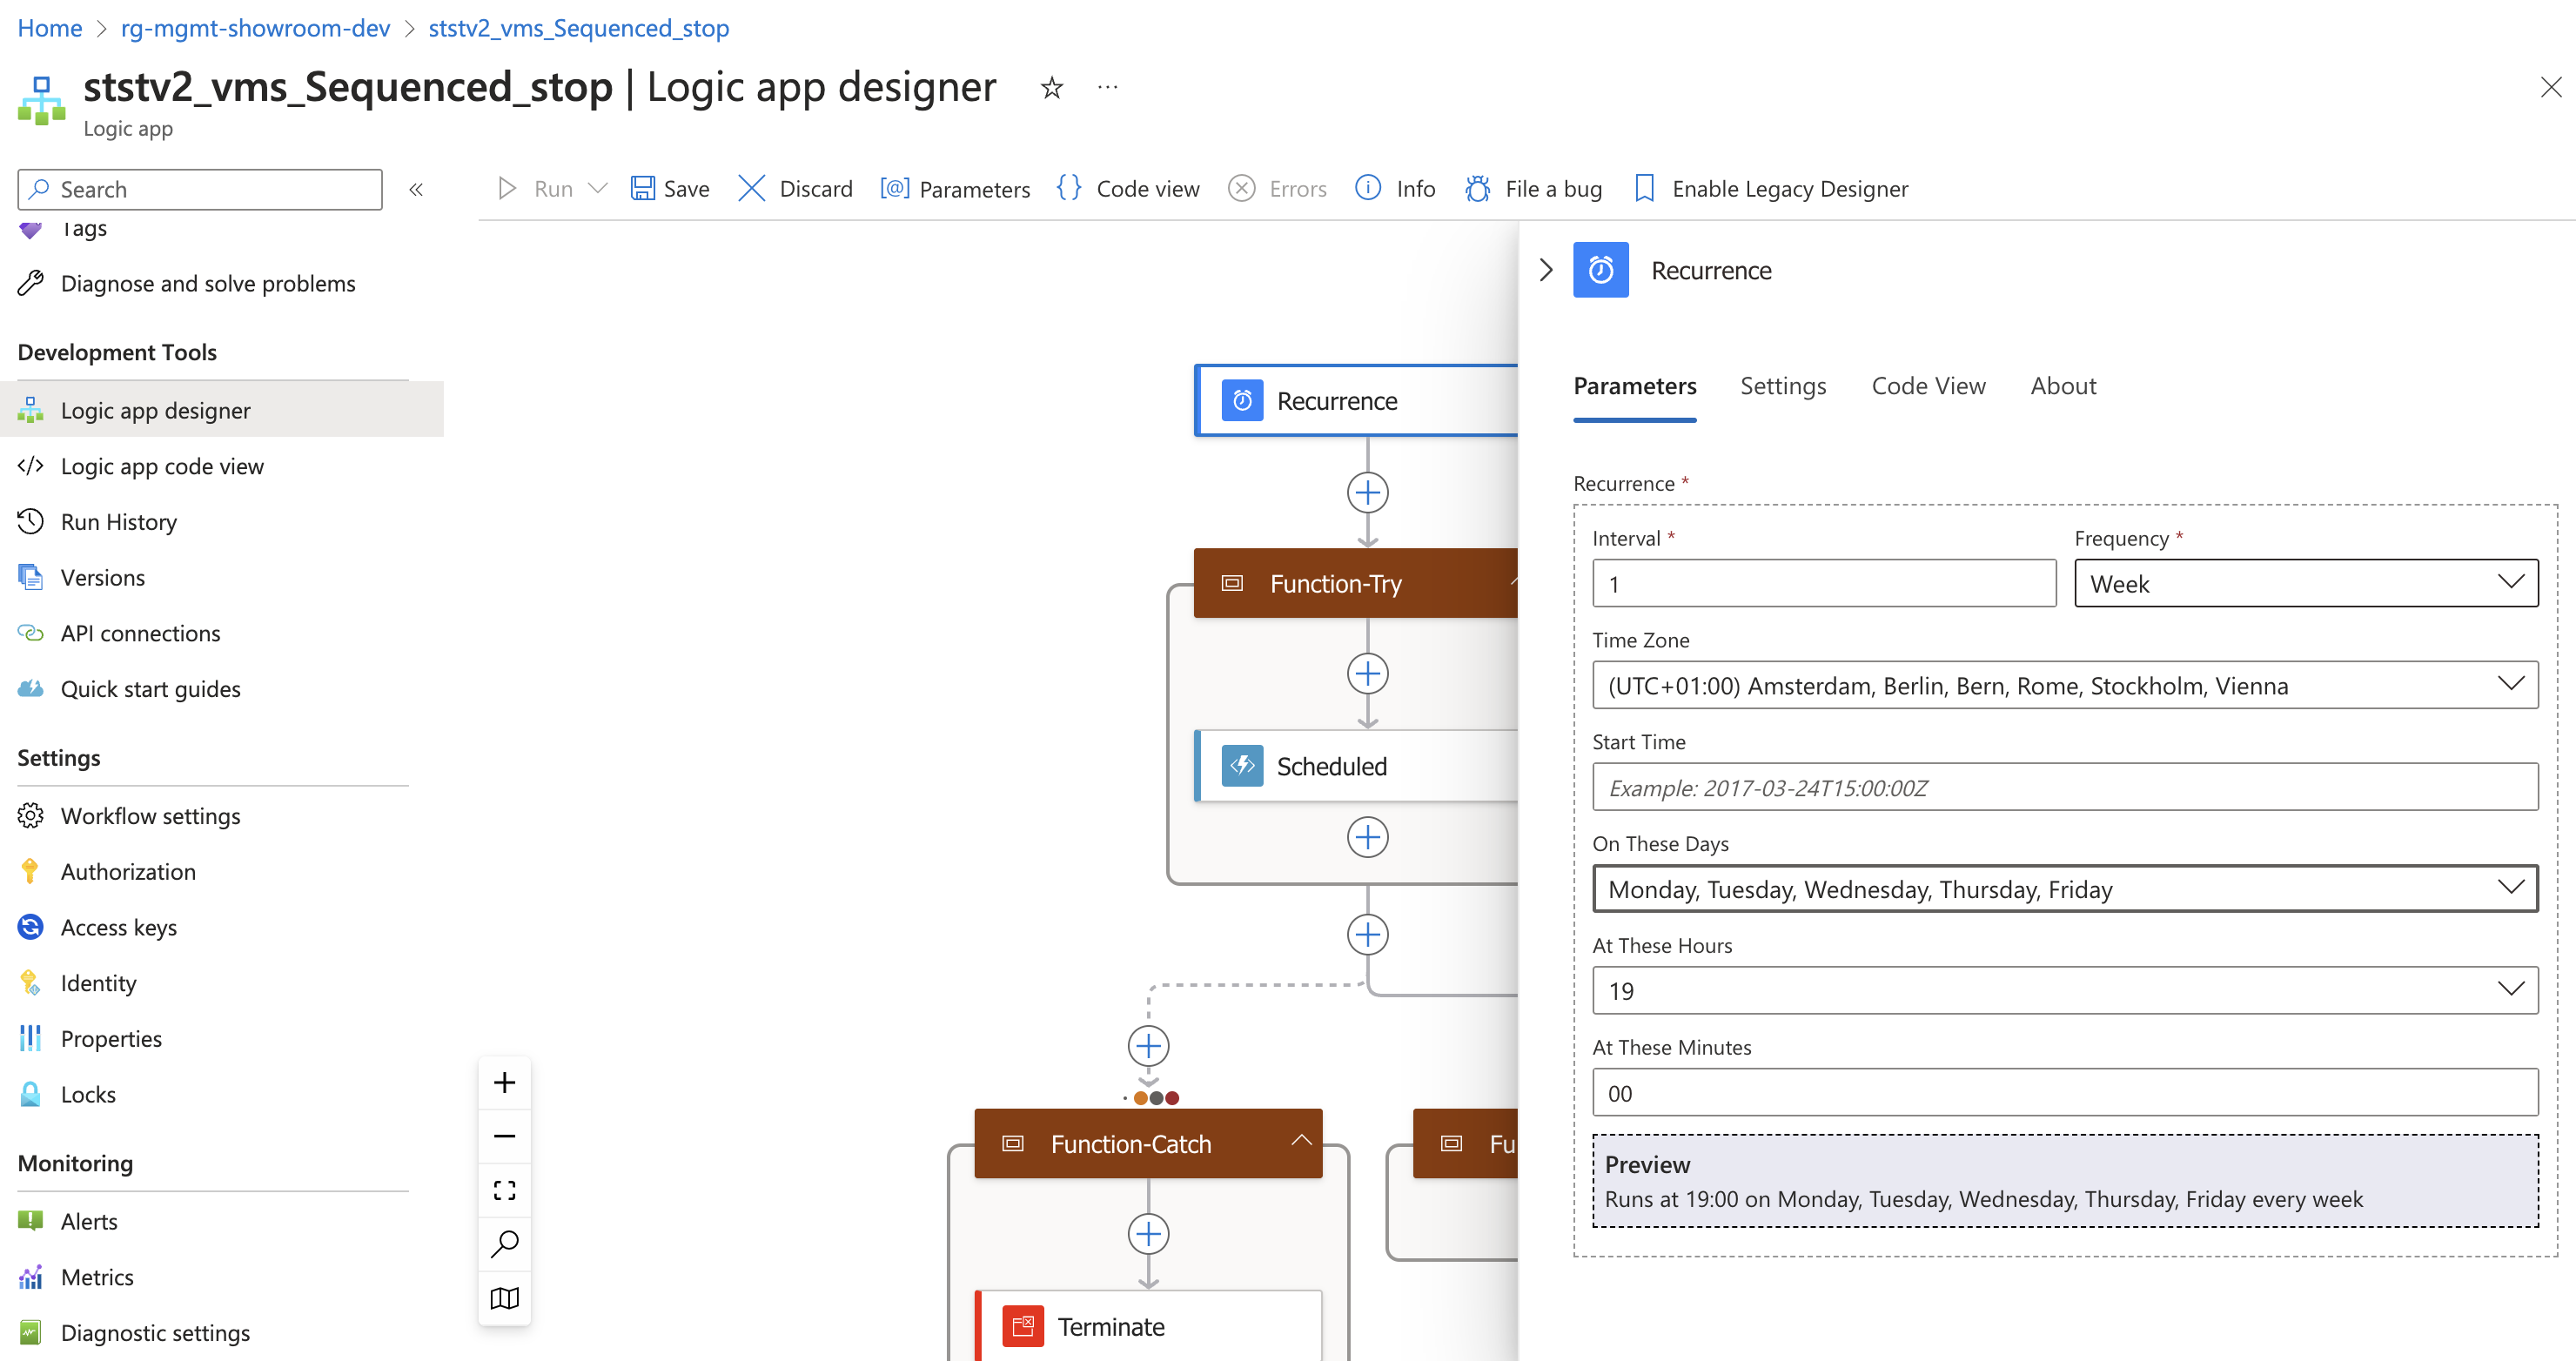 Home > rg-mgmt-showroom-dev > ststv2_vms_Sequenced_stop
ststv2_vms_Sequenced_stop | Logic app designer
Logic app
Search
Run Save Discard Parameters Code view Errors Info File a bug Enable Legacy Designer
Tags
Diagnose and solve problems
Development Tools
Logic app designer
Logic app code view
Run History
Versions
API connections
Quick start guides
Settings
Workflow settings
Authorization
Access keys
Identity
Properties
Locks
Monitoring
Alerts
Metrics
Diagnostic settings
Recurrence
Function-Try
Scheduled
Function-Catch
Fu
Terminate
Recurrence
Parameters Settings Code View About
Recurrence *
Interval * Frequency *
1 Week
Time Zone
(UTC+01:00) Amsterdam, Berlin, Bern, Rome, Stockholm, Vienna
Start Time
Example: 2017-03-24T15:00:00Z
On These Days
Monday, Tuesday, Wednesday, Thursday, Friday
At These Hours
19
At These Minutes
00
Preview
Runs at 19:00 on Monday, Tuesday, Wednesday, Thursday, Friday every week